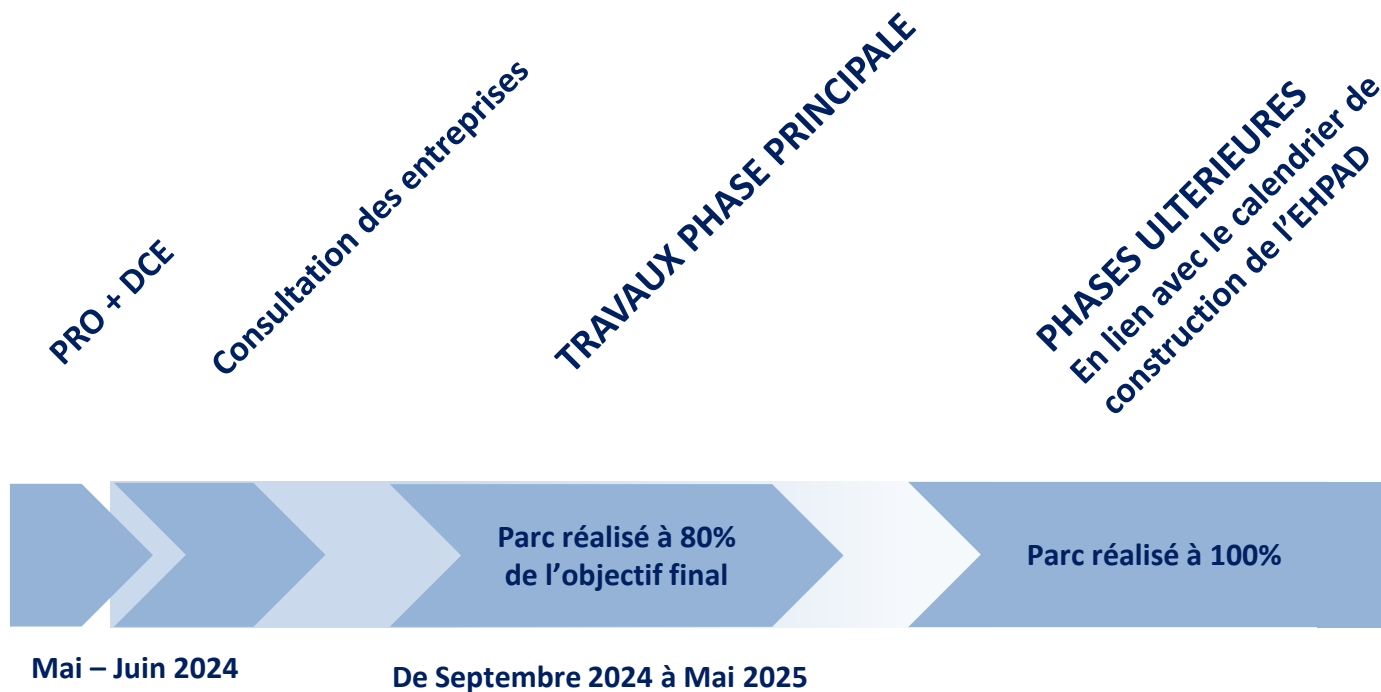 PRO + DCE
Consultation des entreprises
TRAVAUX PHASE PRINCIPALE
PHASES ULTERIEURES
En lien avec le calendrier de
construction de l'EHPAD
Parc réalisé à 80%
de l'objectif final
Parc réalisé à 100%
Mai – Juin 2024
De Septembre 2024 à Mai 2025